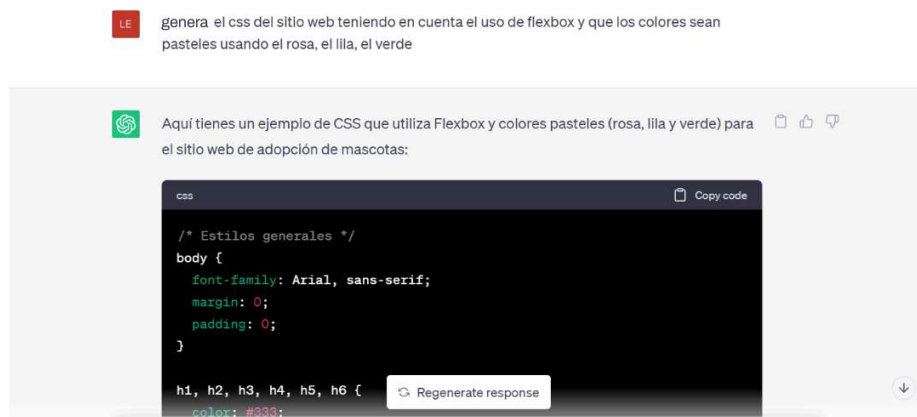 LE
genera el css del sitio web teniendo en cuenta el uso de flexbox y que los colores sean
pasteles usando el rosa, el lila, el verde
Aquí tienes un ejemplo de CSS que utiliza Flexbox y colores pasteles (rosa, lila y verde) para
el sitio web de adopción de mascotas:
css
Copy code
/* Estilos generales */
body {
font-family: Arial, sans-serif;
margin: 0;
padding: 0;
}
h1, h2, h3, h4, h5, h6 {
Regenerate response
color: #333;